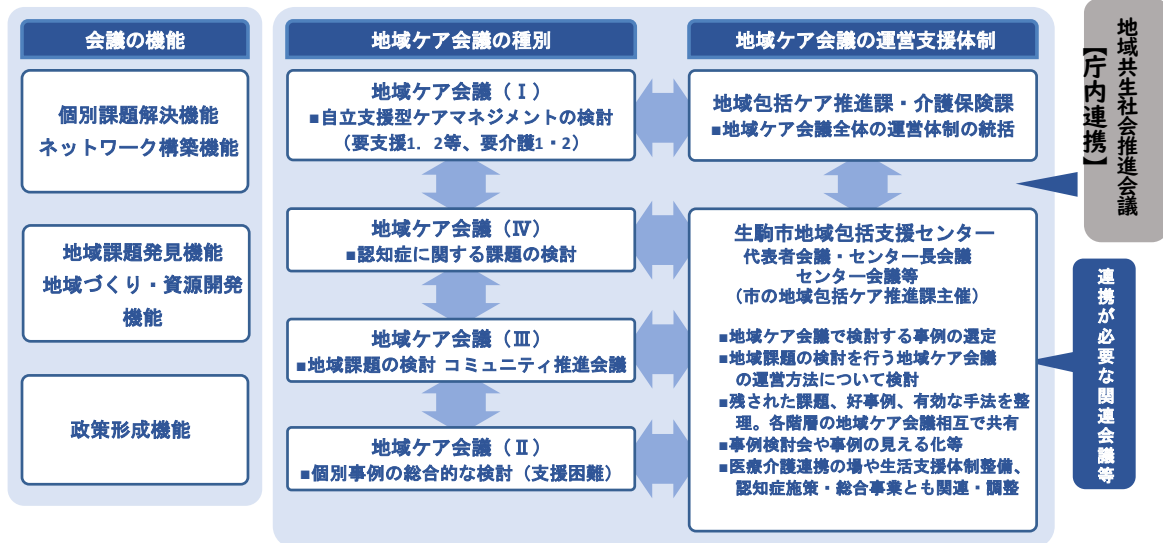 会議の機能
個別課題解決機能
ネットワーク構築機能
地域課題発見機能
地域づくり・資源開発
機能
政策形成機能
地域ケア会議の種別
地域ケア会議（Ⅰ）
■自立支援型ケアマネジメントの検討
（要支援1．2等、要介護1・2）
地域ケア会議（Ⅳ）
■認知症に関する課題の検討
地域ケア会議（Ⅲ）
■地域課題の検討 コミュニティ推進会議
地域ケア会議（Ⅱ）
■個別事例の総合的な検討（支援困難）
地域ケア会議の運営支援体制
地域包括ケア推進課・介護保険課
■地域ケア会議全体の運営体制の統括
生駒市地域包括支援センター
代表者会議・センター長会議
センター会議等
（市の地域包括ケア推進課主催）
■地域ケア会議で検討する事例の選定
■地域課題の検討を行う地域ケア会議
の運営方法について検討
■残された課題、好事例、有効な手法を整
理。各階層の地域ケア会議相互で共有
■事例検討会や事例の見える化等
■医療介護連携の場や生活支援体制整備、
認知症施策・総合事業とも関連・調整
地域共生社会推進会議
【庁内連携】
連携が必要な関連会議等